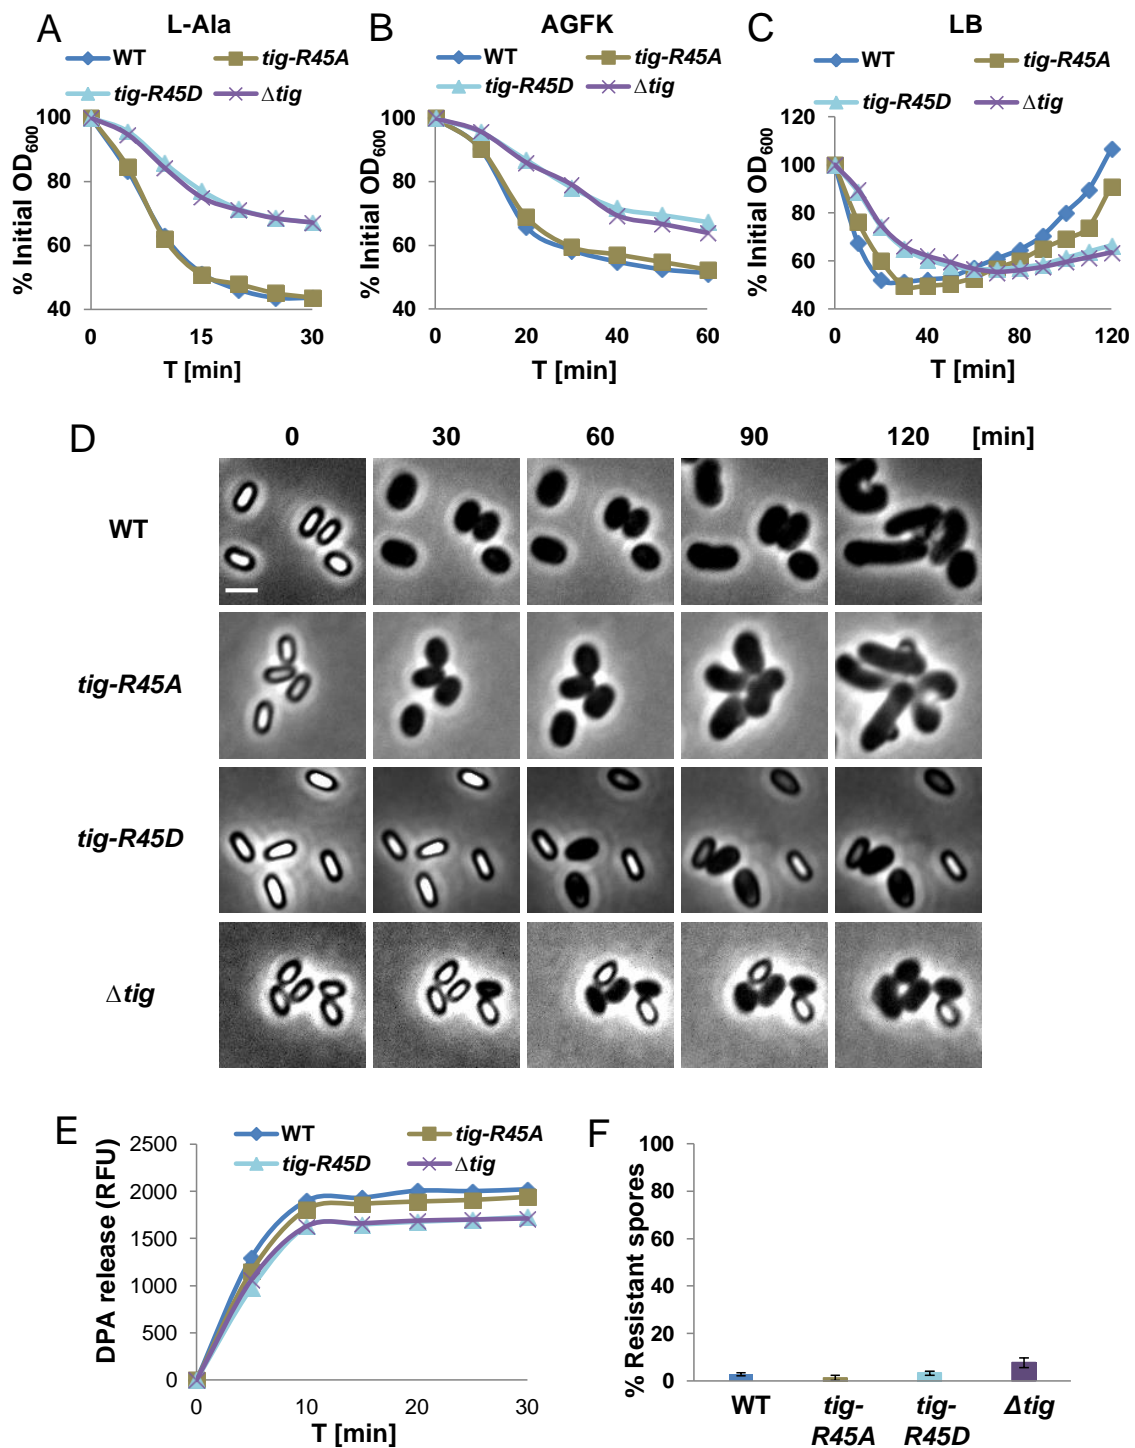 A L-Ala
WT tig-R45A
tig-R45D Δtig
% Initial OD600
100
80
60
40
0 15 30
T [min]
B AGFK
WT tig-R45A
tig-R45D Δtig
% Initial OD600
100
80
60
40
0 20 40 60
T [min]
C LB
WT tig-R45A
tig-R45D Δtig
% Initial OD600
120
100
80
60
40
0 40 80 120
T [min]
D 0 30 60 90 120 [min]
WT
tig-R45A
tig-R45D
Δtig
E
WT tig-R45A
tig-R45D Δtig
DPA release (RFU)
2500
2000
1500
1000
500
0
0 10 20 30
T [min]
F
% Resistant spores
100
80
60
40
20
0
WT tig- tig- Δtig
R45A R45D